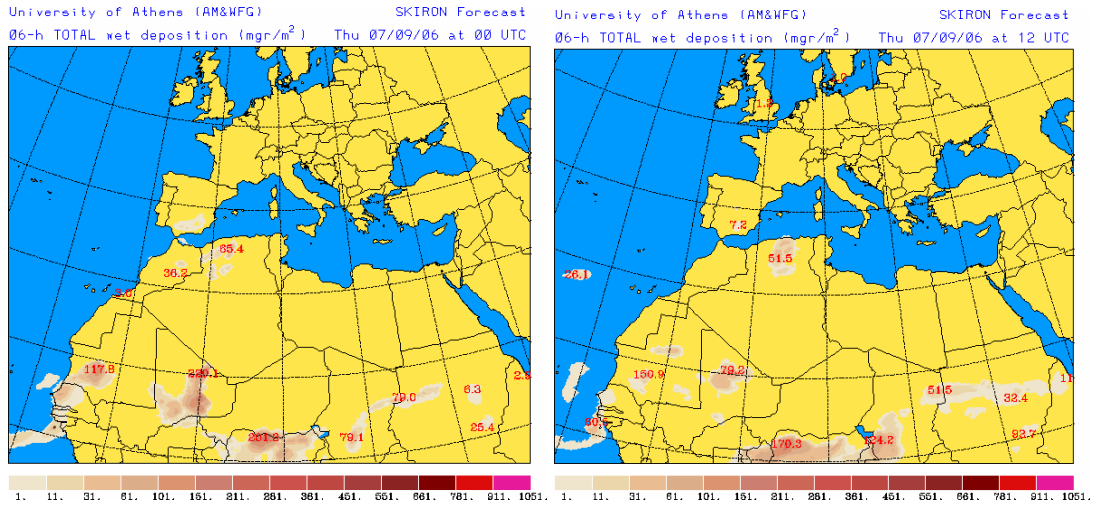 University of Athens (AM&WFG) SKIRON Forecast
06-h TOTAL wet deposition (mgr/m²) Thu 07/09/06 at 00 UTC
65.4
36.2
117.8
79.0
6.3
25.4
79.1
1. 11. 31. 61. 101. 151. 211. 281. 361. 451. 551. 661. 781. 911. 1051.
University of Athens (AM&WFG) SKIRON Forecast
06-h TOTAL wet deposition (mgr/m²) Thu 07/09/06 at 12 UTC
7.2
51.5
26.1
150.9
79.2
51.5
32.4
92.7
170.3
124.2
1. 11. 31. 61. 101. 151. 211. 281. 361. 451. 551. 661. 781. 911. 1051.